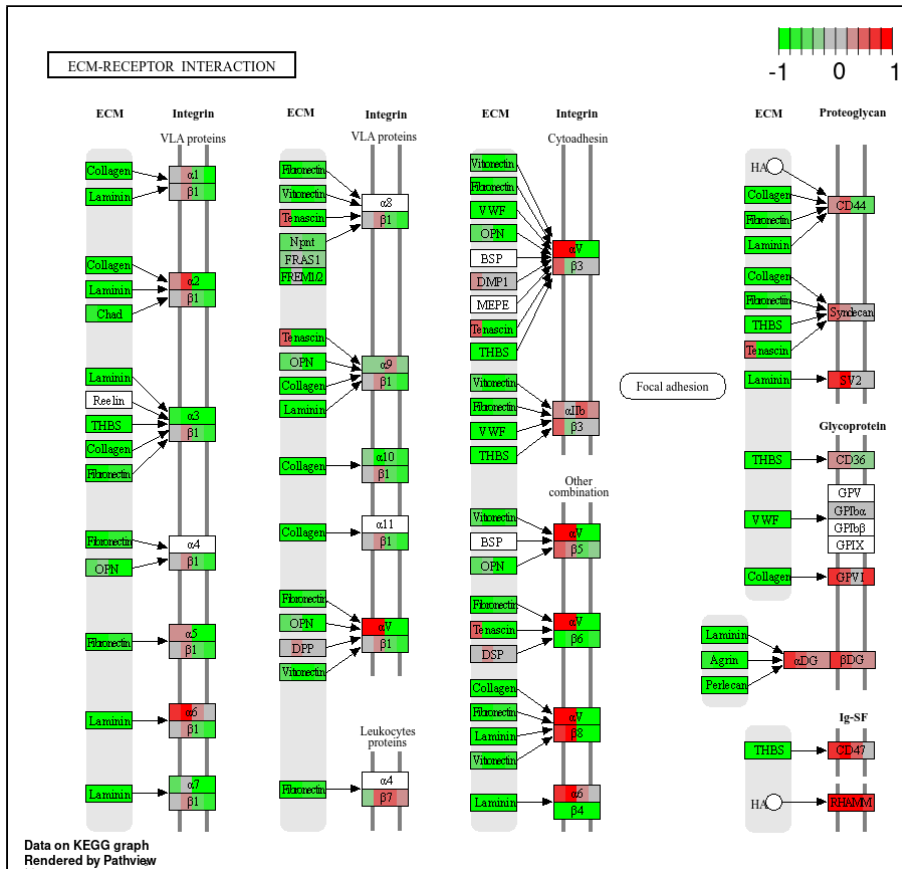 ECM-RECEPTOR INTERACTION
-1 0 1
ECM Integrin
VLA proteins
Collagen
Laminin
α1
β1
Collagen
Laminin
Chad
α2
β1
Laminin
Reelin
THBS
Collagen
Fibronectin
α3
β1
Fibronectin
OPN
α4
β1
Fibronectin
α5
β1
Laminin
α6
β1
Laminin
α7
β1
ECM Integrin
VLA proteins
Fibronectin
Vitronectin
Tenascin
Npnt
FRAS1
FREM1/2
α8
β1
Tenascin
OPN
Collagen
Laminin
α9
β1
Collagen
α10
β1
Collagen
α11
β1
Fibronectin
OPN
DPP
Vitronectin
αV
β1
Leukocytes
proteins
Fibronectin
α4
β7
ECM Integrin
Cytoadhesin
Vitronectin
Fibronectin
VWF
OPN
BSP
DMP1
MEPE
Tenascin
THBS
αV
β3
Vitronectin
Fibronectin
VWF
THBS
αIIb
β3
Other
combination
Vitronectin
BSP
OPN
αV
β5
Fibronectin
Tenascin
DSP
αV
β6
Collagen
Fibronectin
Laminin
Vitronectin
αV
β8
Laminin
α6
β4
Focal adhesion
ECM Proteoglycan
HA
Collagen
Fibronectin
Laminin
CD44
Collagen
Fibronectin
THBS
Tenascin
Syndecan
Laminin
SV2
Glycoprotein
THBS
CD36
VWF
GPV
GPIbα
GPIbβ
GPIX
Collagen
GPVI
Laminin
Agrin
Perlecan
αDG βDG
Ig-SF
THBS
CD47
HA
RHAMM
Data on KEGG graph
Rendered by Pathview